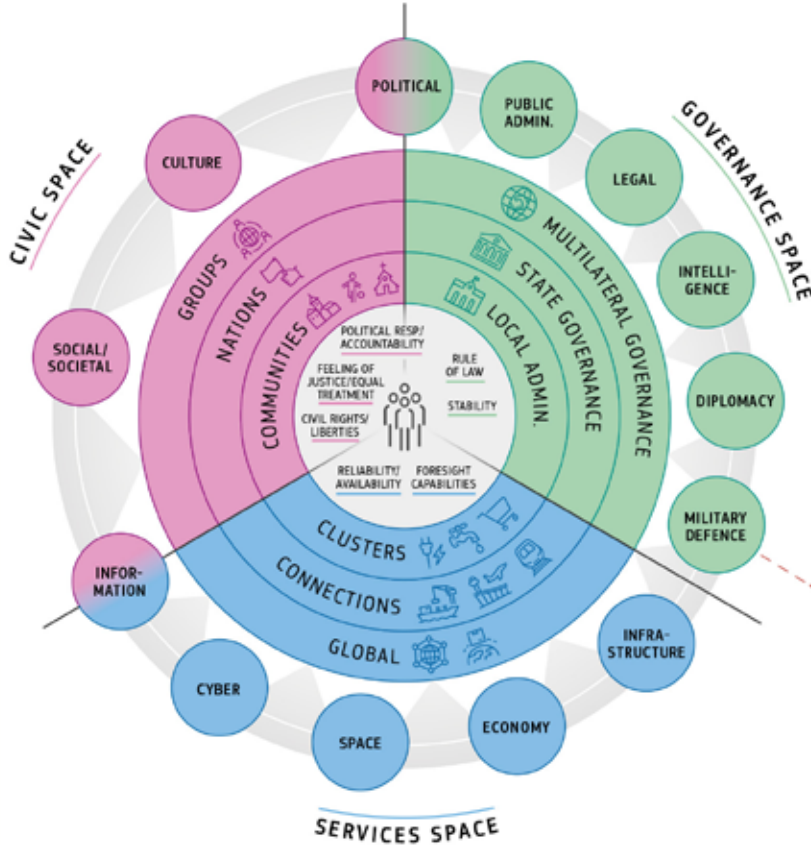 POLITICAL
PUBLIC
ADMIN.
LEGAL
INTELLI-
GENCE
DIPLOMACY
MILITARY
DEFENCE
INFRA-
STRUCTURE
ECONOMY
SPACE
CYBER
INFOR-
MATION
SOCIAL/
SOCIETAL
CULTURE
CIVIC SPACE
GOVERNANCE SPACE
SERVICES SPACE
GROUPS
NATIONS
COMMUNITIES
MULTILATERAL GOVERNANCE
STATE GOVERNANCE
LOCAL ADMIN.
POLITICAL RESP/
ACCOUNTABILITY
FEELING OF
JUSTICE/EQUAL
TREATMENT
CIVIL RIGHTS/
LIBERTIES
RULE
OF LAW
STABILITY
RELIABILITY/
AVAILABILITY
FORESIGHT
CAPABILITIES
CLUSTERS
CONNECTIONS
GLOBAL